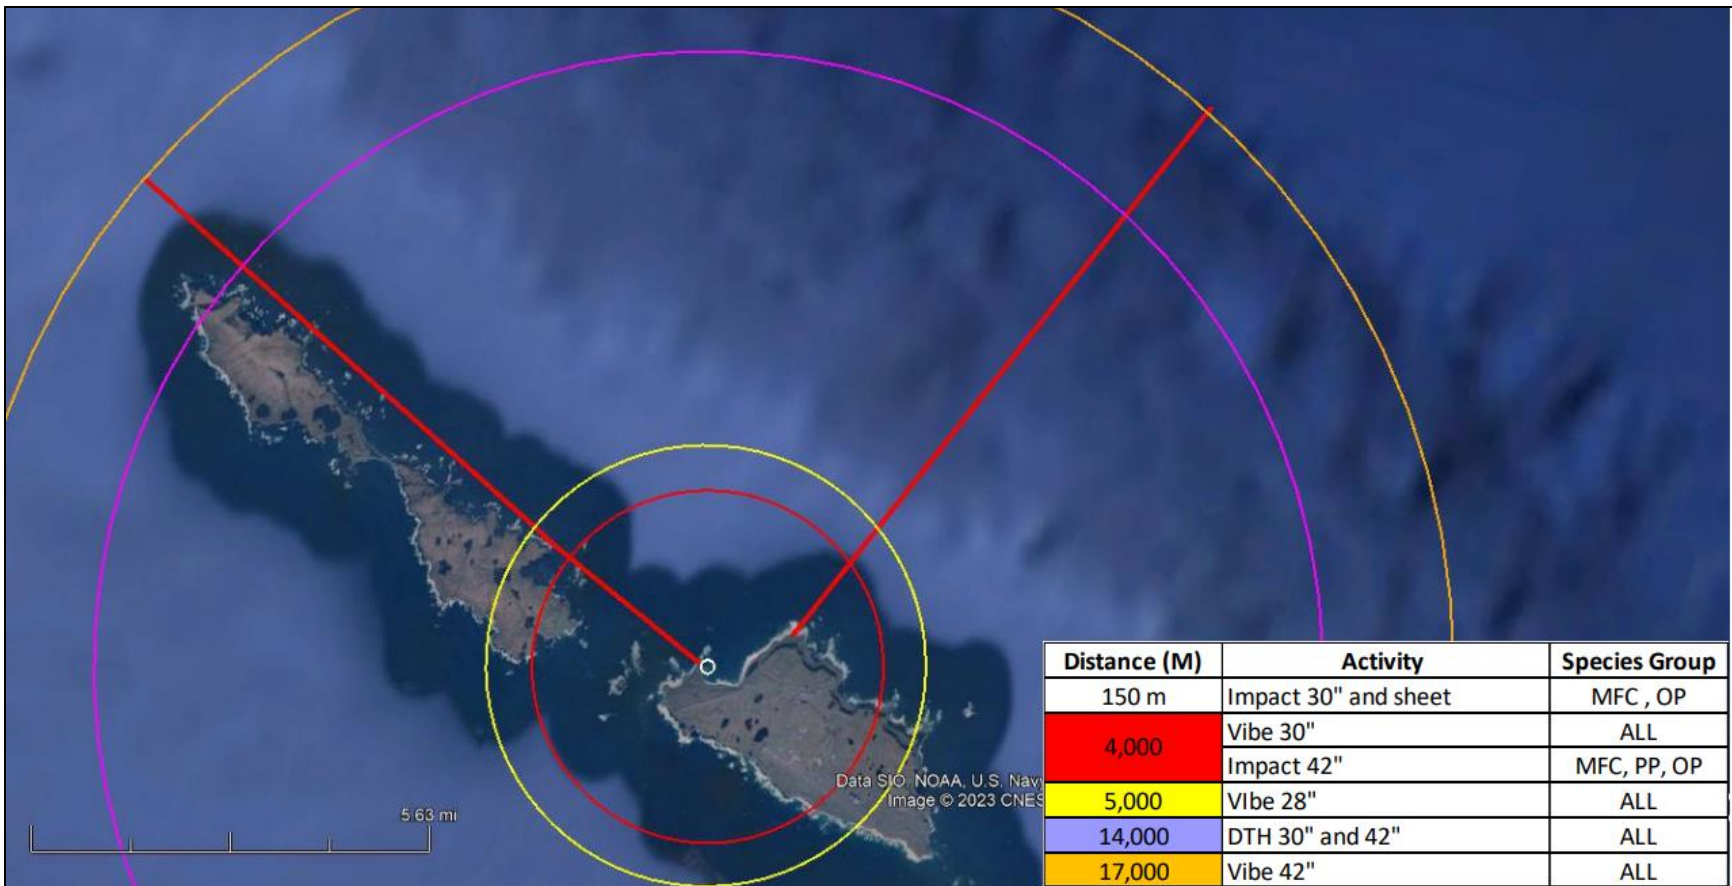 Data SIO, NOAA, U.S. Navy
Image © 2023 CNES
5.63 mi
Distance (M) Activity Species Group
150 m Impact 30" and sheet MFC , OP
4,000 Vibe 30" ALL
Impact 42" MFC, PP, OP
5,000 VIbe 28" ALL
14,000 DTH 30" and 42" ALL
17,000 Vibe 42" ALL